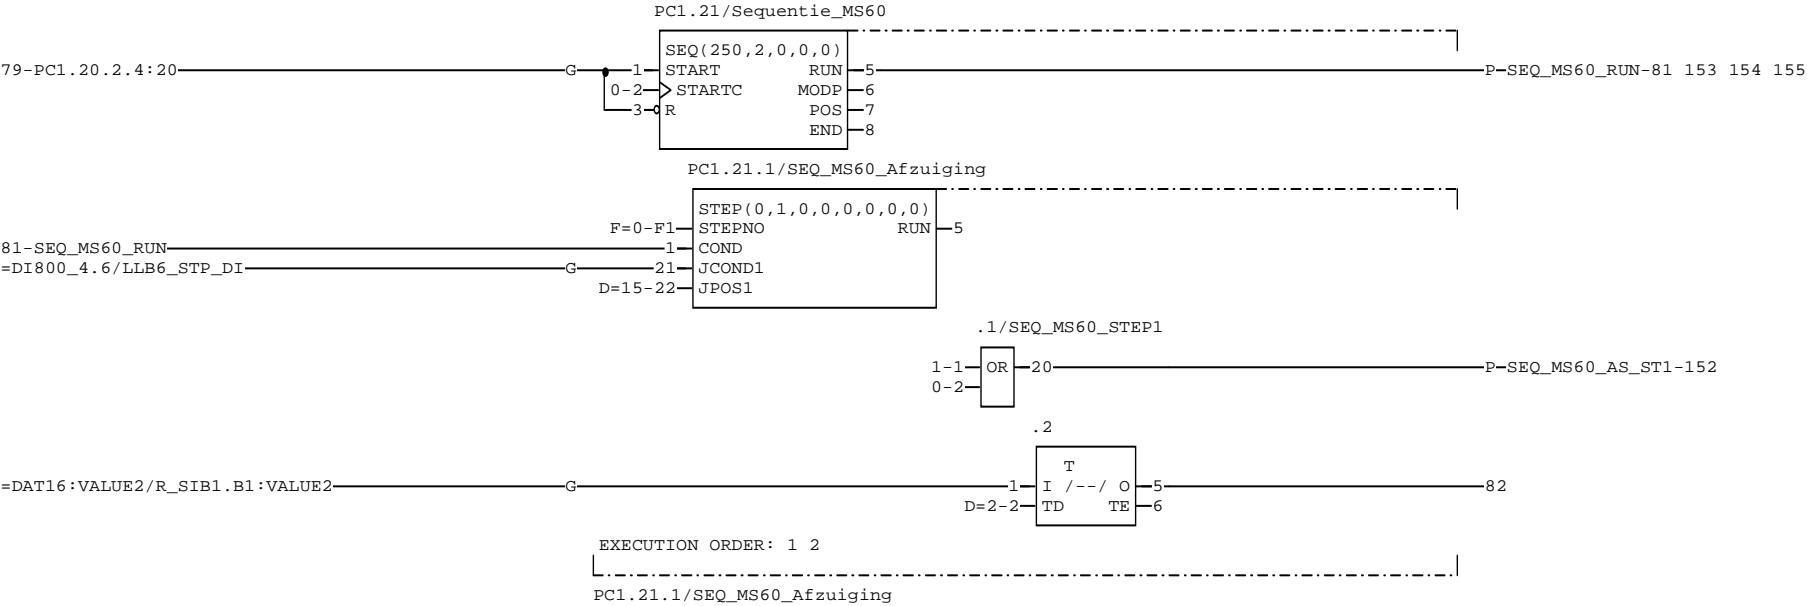 PC1.21/Sequentie_MS60
SEQ(250,2,0,0,0)
79-PC1.20.2.4:20 G 1 START RUN 5 P SEQ_MS60_RUN-81 153 154 155
0-2 STARTC MODP 6
3 R POS 7
END 8
PC1.21.1/SEQ_MS60_Afzuiging
STEP(0,1,0,0,0,0,0,0)
F=0-F1 STEPNO RUN 5
81-SEQ_MS60_RUN 1 COND
=DI800_4.6/LLB6_STP_DI G 21 JCOND1
D=15-22 JPOS1
.1/SEQ_MS60_STEP1
1-1 OR 20 P SEQ_MS60_AS_ST1-152
0-2
.2
T
=DAT16:VALUE2/R_SIB1.B1:VALUE2 G 1 I /--/ O 5 82
D=2-2 TD TE 6
EXECUTION ORDER: 1 2
PC1.21.1/SEQ_MS60_Afzuiging